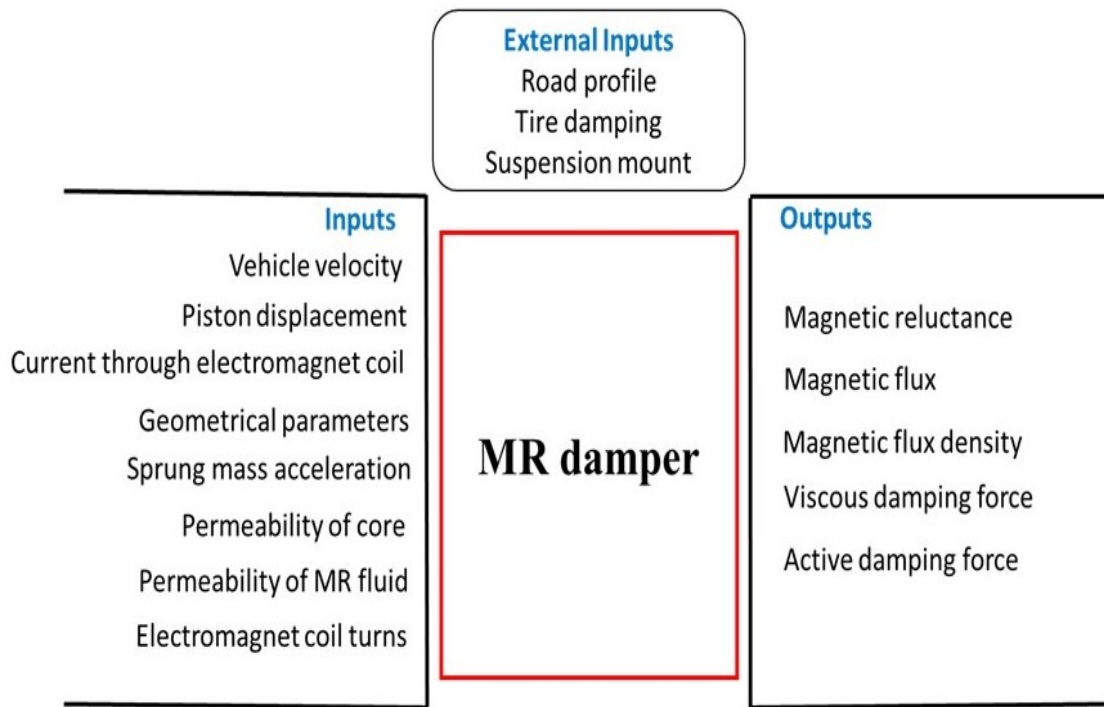 External Inputs
Road profile
Tire damping
Suspension mount
Inputs
Vehicle velocity
Piston displacement
Current through electromagnet coil
Geometrical parameters
Sprung mass acceleration
Permeability of core
Permeability of MR fluid
Electromagnet coil turns
MR damper
Outputs
Magnetic reluctance
Magnetic flux
Magnetic flux density
Viscous damping force
Active damping force